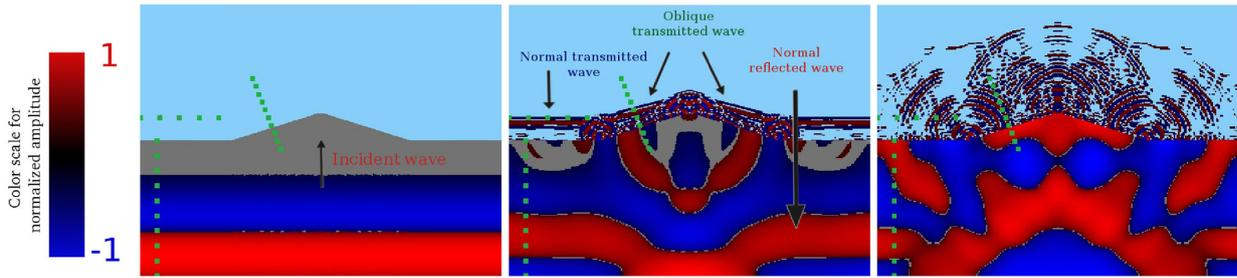 Color scale for
normalized amplitude
1
-1
Incident wave
Normal transmitted
wave
Oblique
transmitted wave
Normal
reflected wave